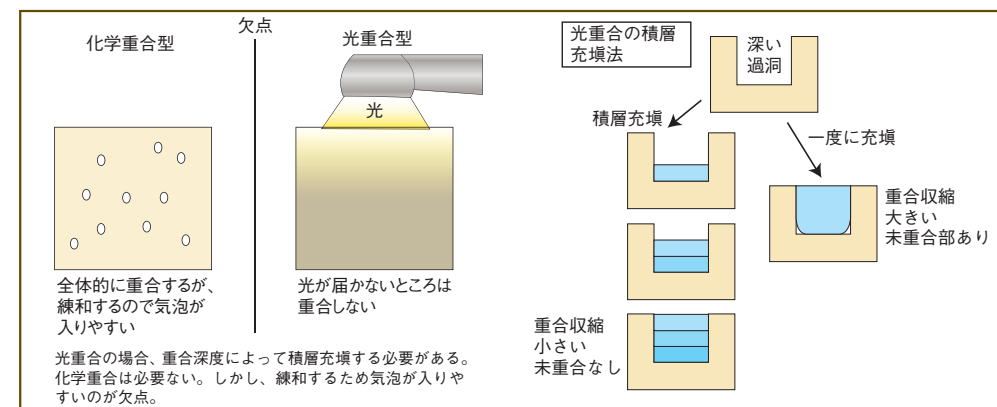 欠点
化学重合型
光重合型
光
全体的に重合するが、
練和するので気泡が
入りやすい
光が届かないところは
重合しない
光重合の場合、重合深度によって積層充塡する必要がある。
化学重合は必要ない。しかし、練和するため気泡が入りや
すいのが欠点。
光重合の積層
充塡法
深い
過洞
積層充塡
一度に充塡
重合収縮
大きい
未重合部あり
重合収縮
小さい
未重合なし